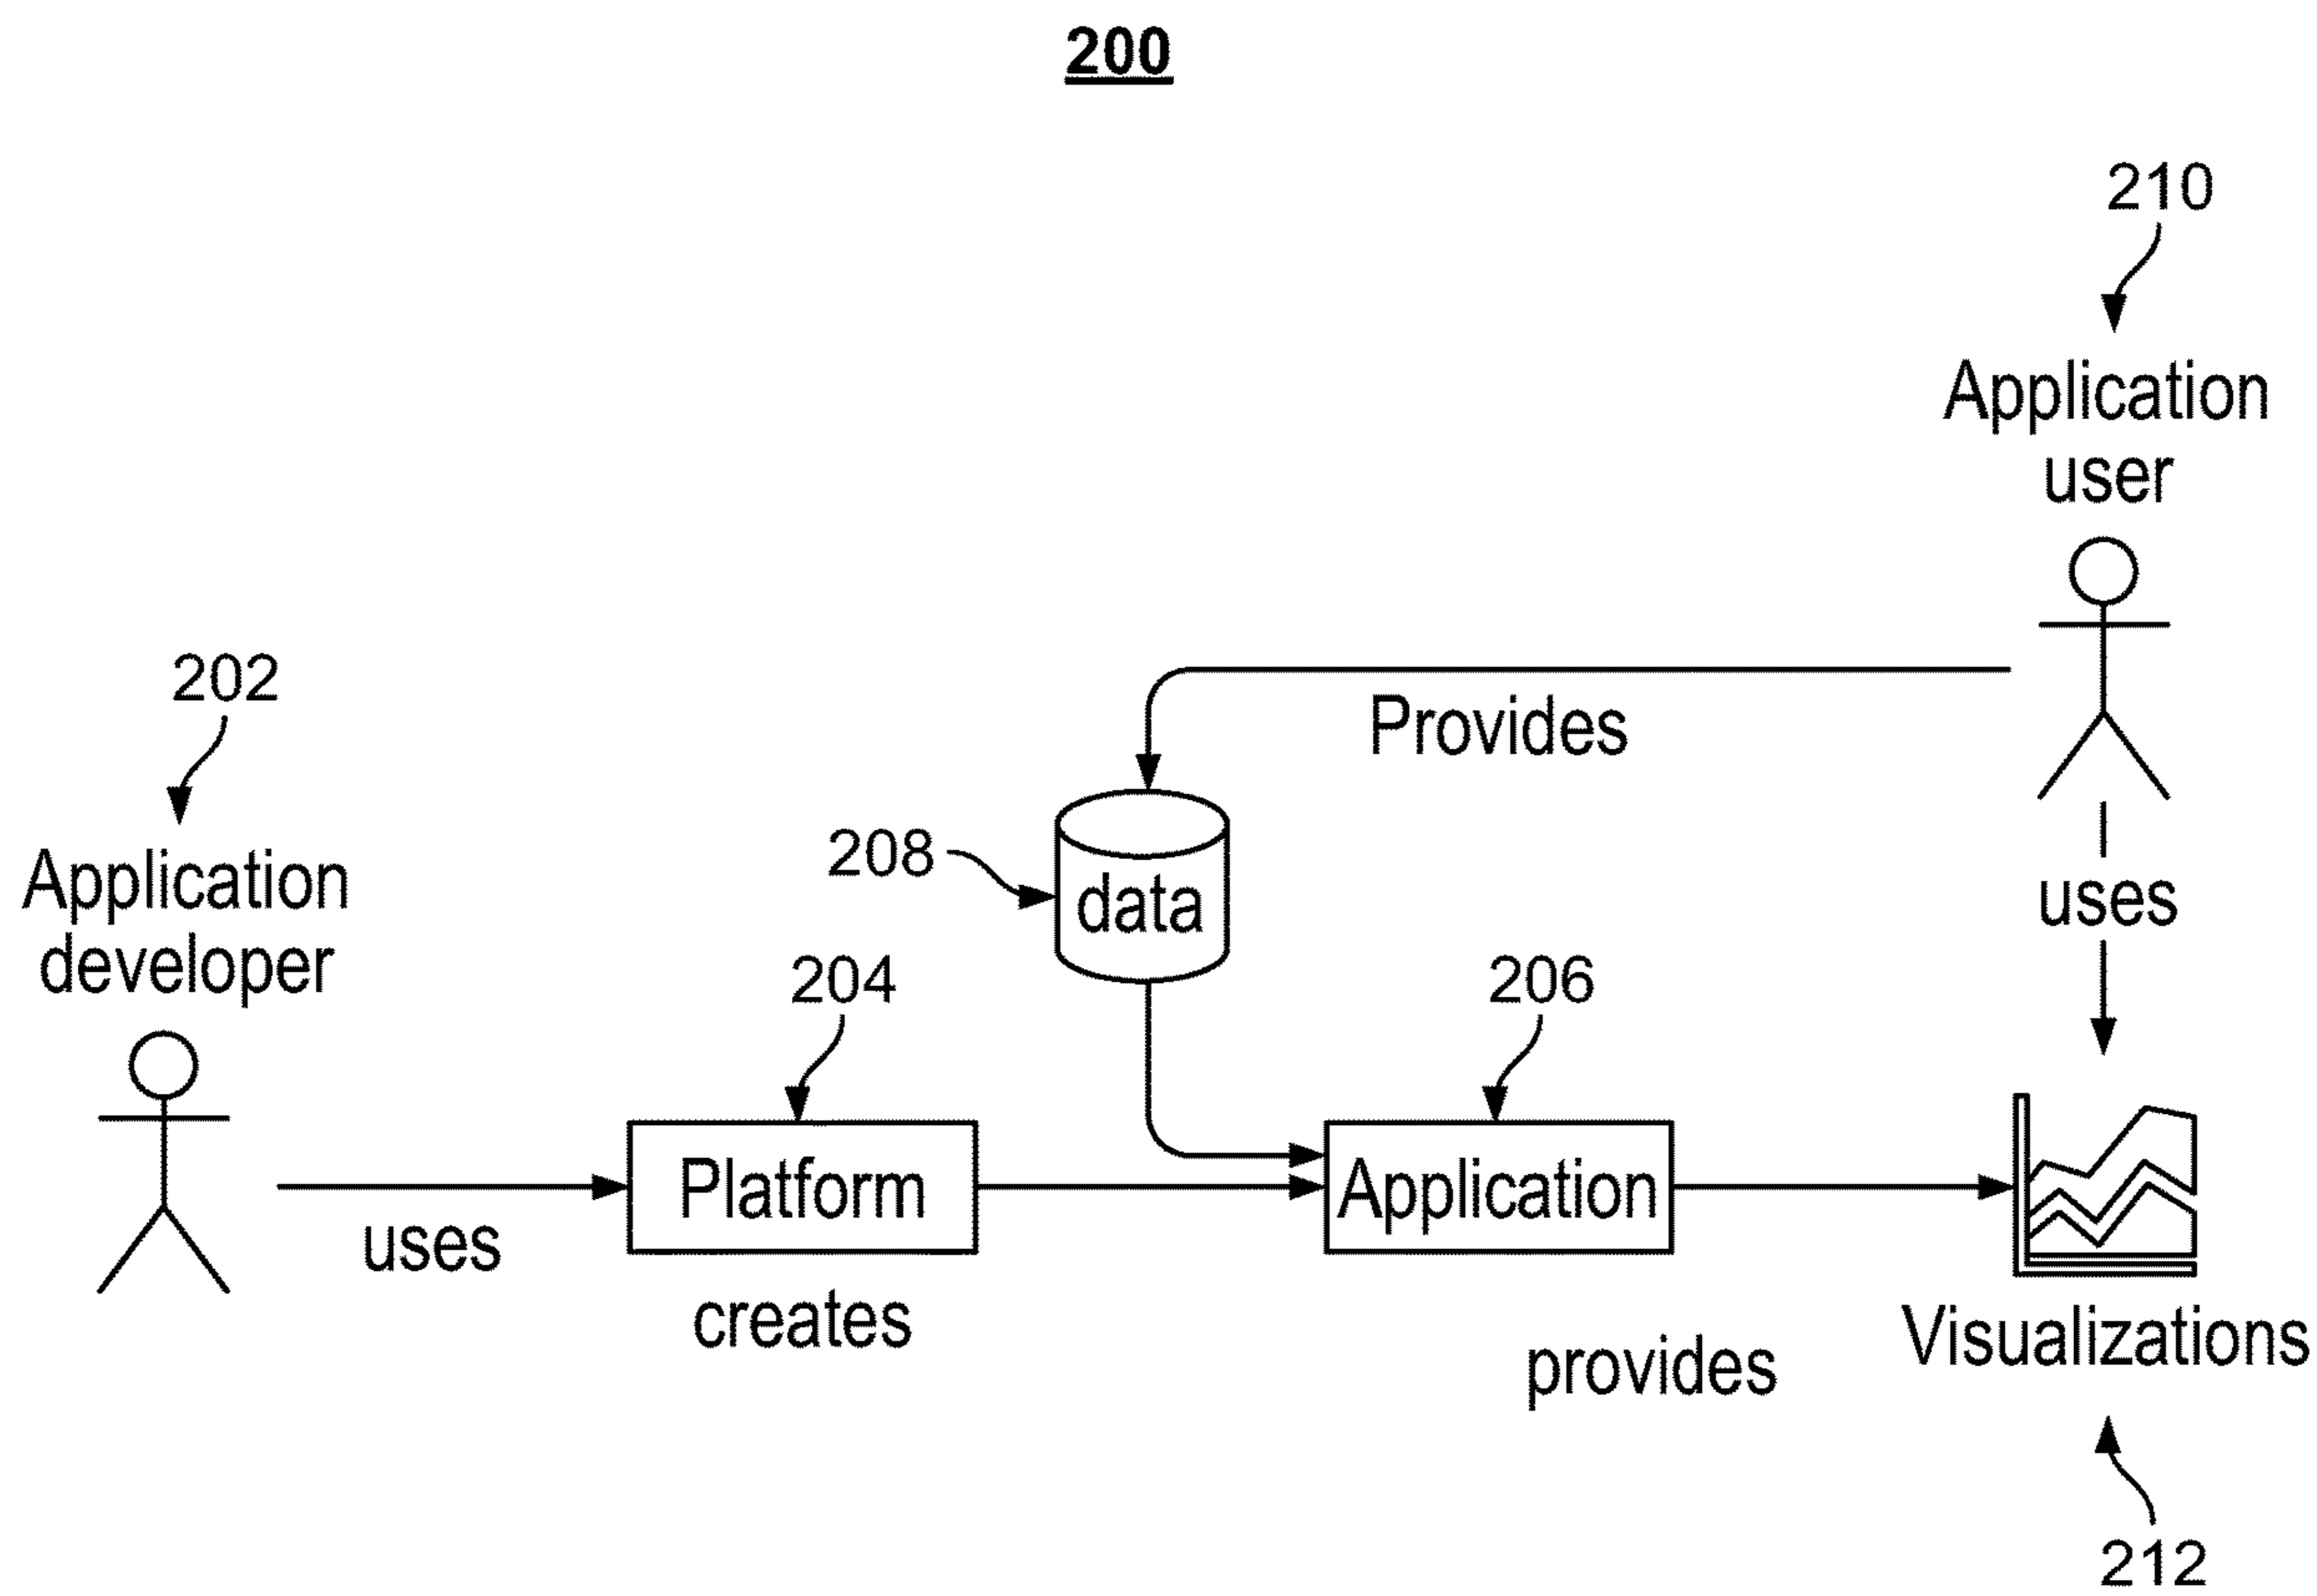 200
210
Application
user
202
Provides
Application
developer
208
data
uses
204
206
Platform
Application
uses
creates
provides
Visualizations
212